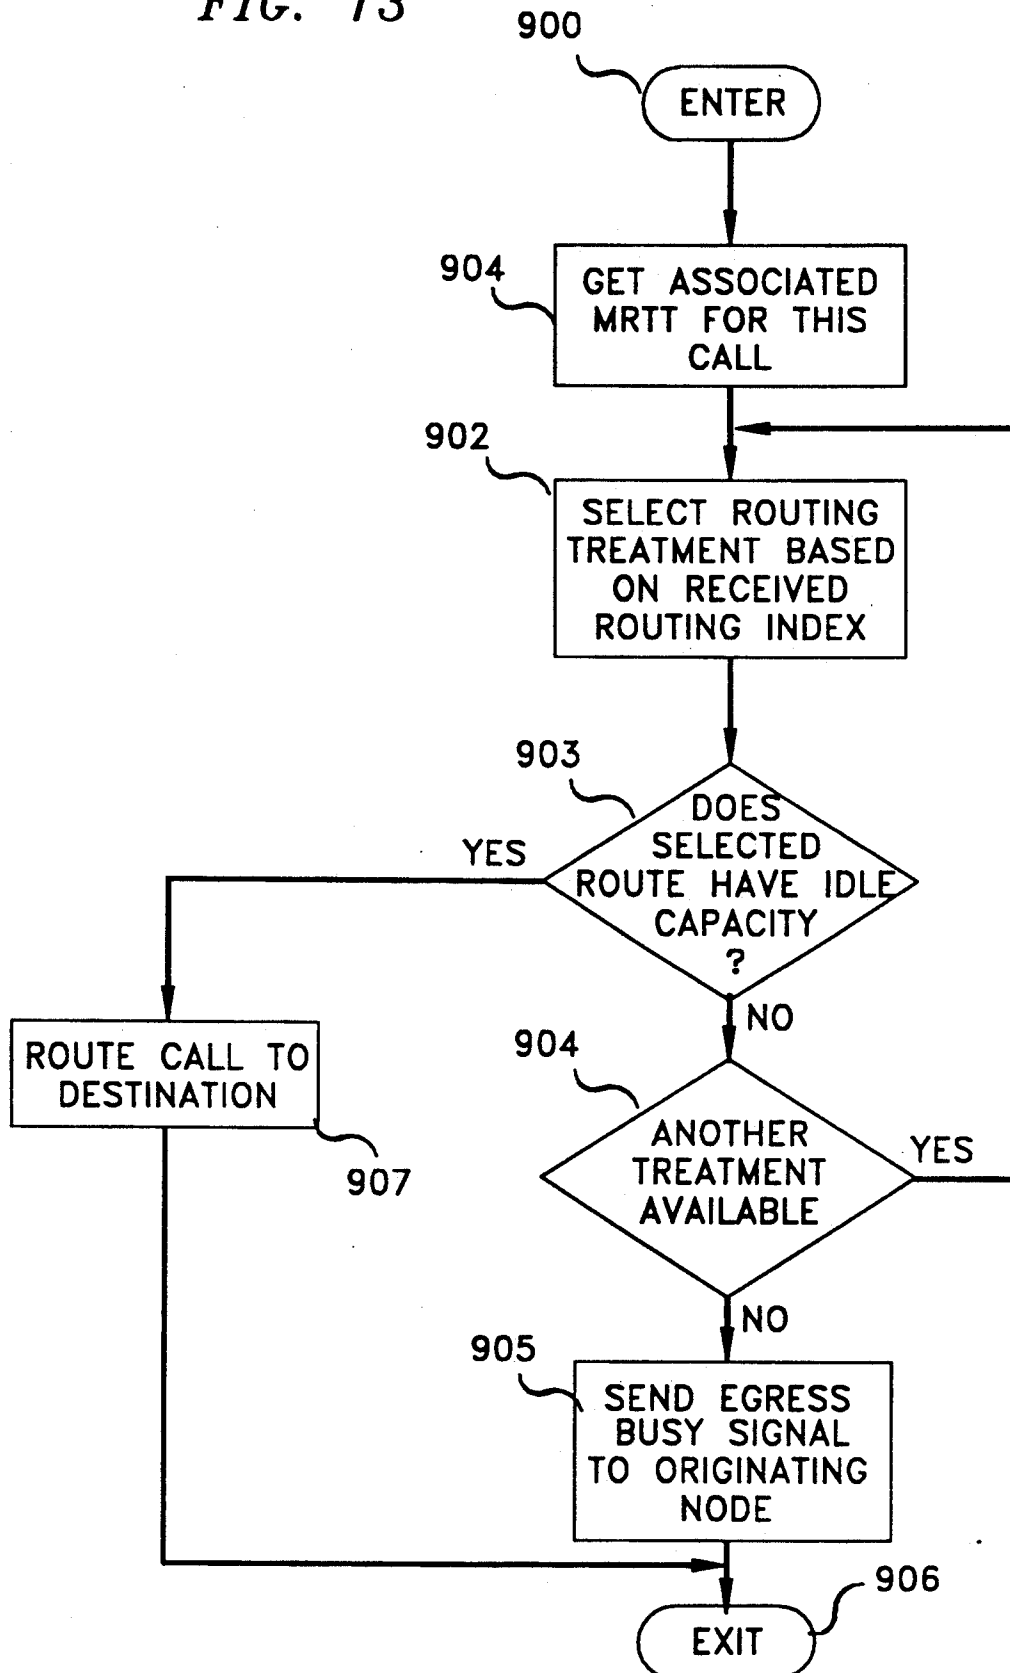 FIG. 13
900
ENTER
904
GET ASSOCIATED
MRTT FOR THIS
CALL
902
SELECT ROUTING
TREATMENT BASED
ON RECEIVED
ROUTING INDEX
903
DOES
SELECTED
ROUTE HAVE IDLE
CAPACITY
?
YES
NO
ROUTE CALL TO
DESTINATION
907
904
ANOTHER
TREATMENT
AVAILABLE
YES
NO
905
SEND EGRESS
BUSY SIGNAL
TO ORIGINATING
NODE
906
EXIT